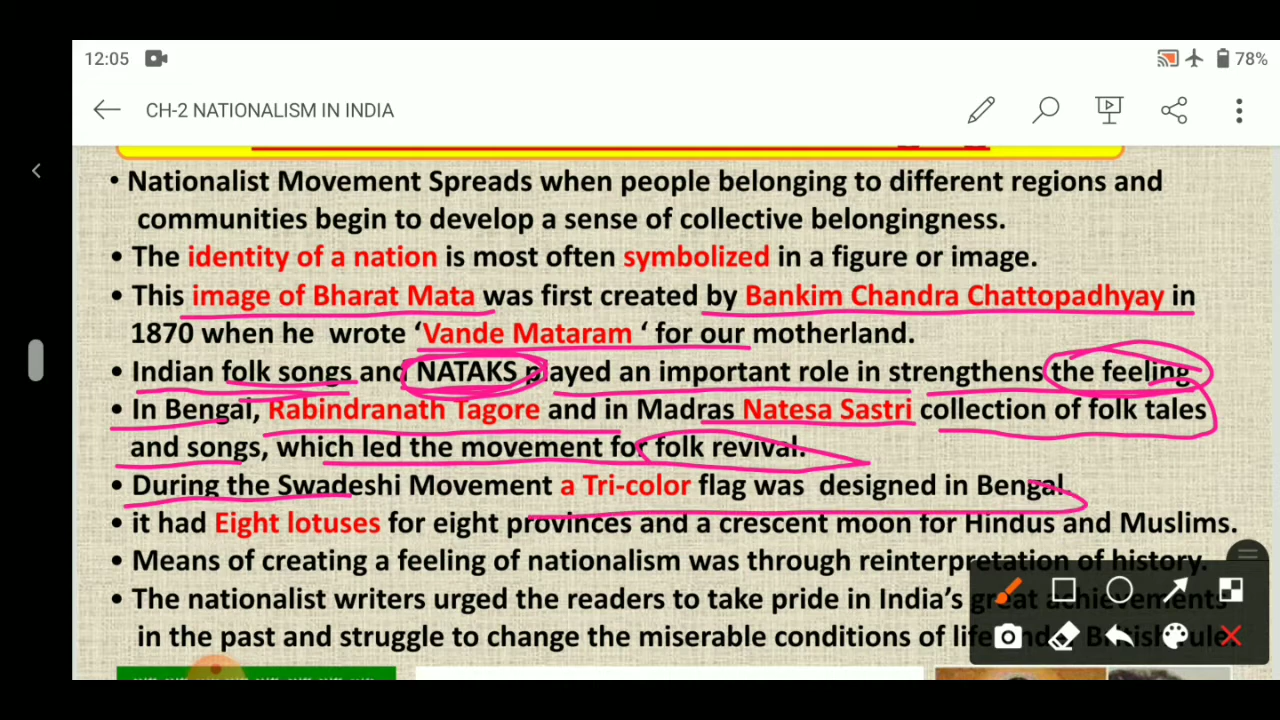 12:05
78%
CH-2 NATIONALISM IN INDIA
• Nationalist Movement Spreads when people belonging to different regions and
communities begin to develop a sense of collective belongingness.
• The identity of a nation is most often symbolized in a figure or image.
• This image of Bharat Mata was first created by Bankim Chandra Chattopadhyay in
1870 when he wrote ‘Vande Mataram ‘ for our motherland.
• Indian folk songs and NATAKS played an important role in strengthens the feeling
• In Bengal, Rabindranath Tagore and in Madras Natesa Sastri collection of folk tales
and songs, which led the movement for folk revival.
• During the Swadeshi Movement a Tri-color flag was designed in Bengal.
• it had Eight lotuses for eight provinces and a crescent moon for Hindus and Muslims.
• Means of creating a feeling of nationalism was through reinterpretation of history.
• The nationalist writers urged the readers to take pride in India’s great achievements
in the past and struggle to change the miserable conditions of life under British rule